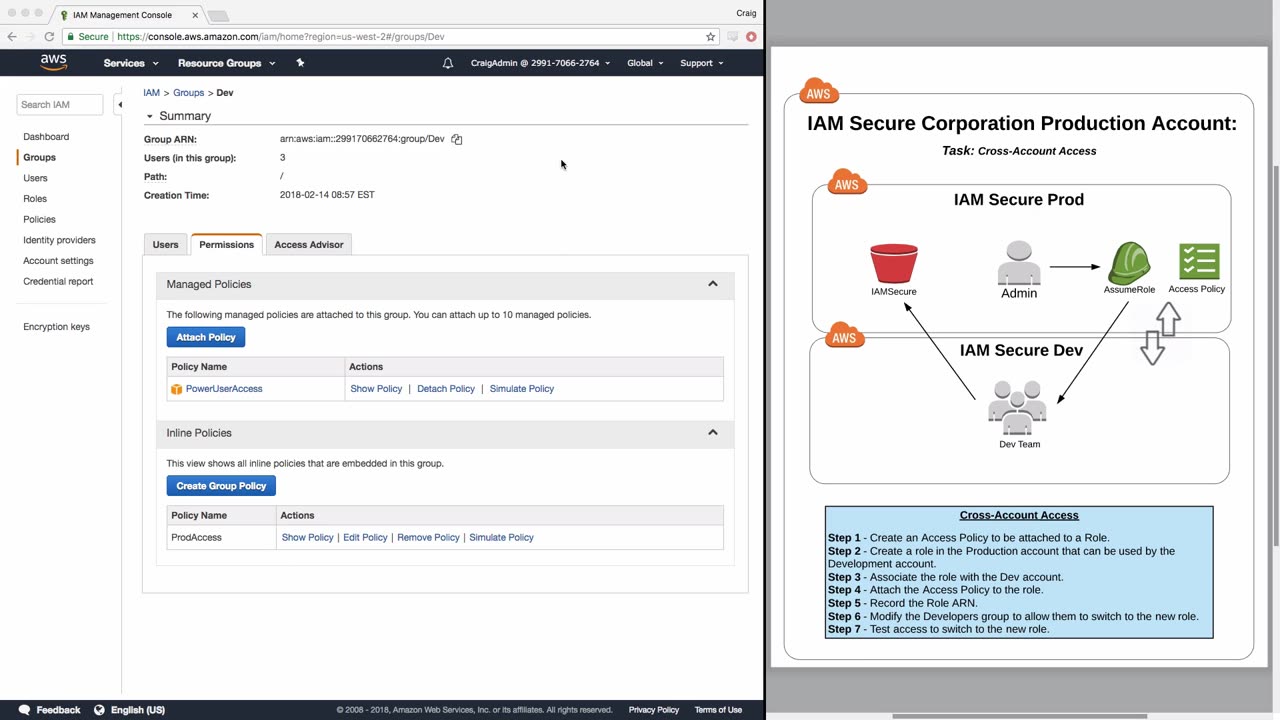 IAM Management Console
Craig
Secure | https://console.aws.amazon.com/iam/home?region=us-west-2#/groups/Dev
aws
Services
Resource Groups
CraigAdmin @ 2991-7066-2764
Global
Support
Search IAM
Dashboard
Groups
Users
Roles
Policies
Identity providers
Account settings
Credential report
Encryption keys
IAM > Groups > Dev
Summary
Group ARN: arn:aws:iam::299170662764:group/Dev
Users (in this group): 3
Path: /
Creation Time: 2018-02-14 08:57 EST
Users
Permissions
Access Advisor
Managed Policies
The following managed policies are attached to this group. You can attach up to 10 managed policies.
Attach Policy
Policy Name Actions
PowerUserAccess Show Policy | Detach Policy | Simulate Policy
Inline Policies
This view shows all inline policies that are embedded in this group.
Create Group Policy
Policy Name Actions
ProdAccess Show Policy | Edit Policy | Remove Policy | Simulate Policy
Feedback
English (US)
© 2008 - 2018, Amazon Web Services, Inc. or its affiliates. All rights reserved.
Privacy Policy
Terms of Use
AWS
IAM Secure Corporation Production Account:
Task: Cross-Account Access
AWS
IAM Secure Prod
IAMSecure
Admin
AssumeRole
Access Policy
AWS
IAM Secure Dev
Dev Team
Cross-Account Access
Step 1 - Create an Access Policy to be attached to a Role.
Step 2 - Create a role in the Production account that can be used by the
Development account.
Step 3 - Associate the role with the Dev account.
Step 4 - Attach the Access Policy to the role.
Step 5 - Record the Role ARN.
Step 6 - Modify the Developers group to allow them to switch to the new role.
Step 7 - Test access to switch to the new role.